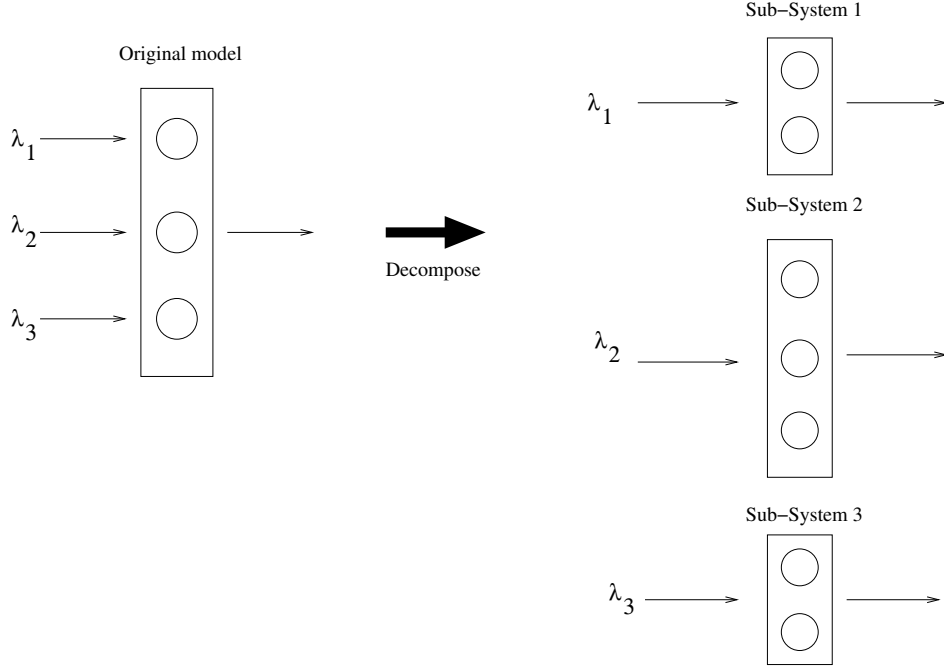 Original model
λ1
λ2
λ3
Decompose
Sub−System 1
λ1
Sub−System 2
λ2
Sub−System 3
λ3